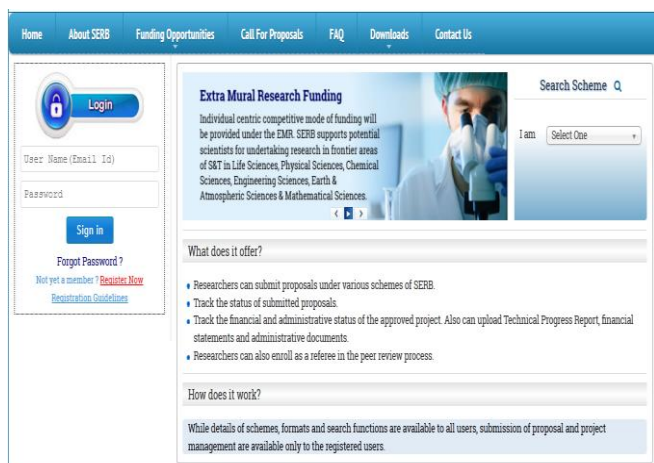 Home About SERB Funding Opportunities Call For Proposals FAQ Downloads Contact Us
Login
User Name(Email Id)
Password
Sign in
Forgot Password ?
Not yet a member ? Register Now
Registration Guidelines
Extra Mural Research Funding
Individual centric competitive mode of funding will
be provided under the EMR. SERB supports potential
scientists for undertaking research in frontier areas
of S&T in Life Sciences, Physical Sciences, Chemical
Sciences, Engineering Sciences, Earth &
Atmospheric Sciences & Mathematical Sciences.
Search Scheme
I am Select One
What does it offer?
Researchers can submit proposals under various schemes of SERB.
Track the status of submitted proposals.
Track the financial and administrative status of the approved project. Also can upload Technical Progress Report, financial
statements and administrative documents.
Researchers can also enroll as a referee in the peer review process.
How does it work?
While details of schemes, formats and search functions are available to all users, submission of proposal and project
management are available only to the registered users.